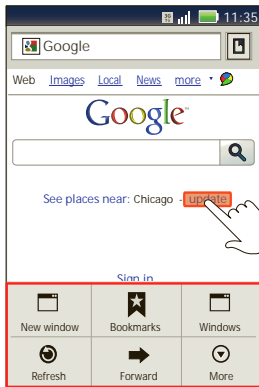 3G 11:35
Google
Web Images Local News more
Google
See places near: Chicago - update
Sign in
New window Bookmarks Windows
Refresh Forward More